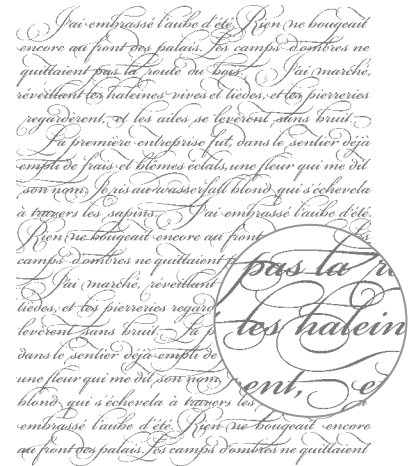 J'ai embrassé l'aube d'été. Rien ne bougeait
encore au front des palais. Les camps d'ombres ne
quittaient pas la route du bois. J'ai marché,
réveillant les haleines vives et tièdes, et les pierreries
regardèrent, et les ailes se levèrent sans bruit.
La première entreprise fut, dans le sentier déjà
empli de frais et blêmes éclats, une fleur qui me dit
son nom. Je ris au wasserfall blond qui s'échevela
à travers les sapins. J'ai embrassé l'aube d'été.
Rien ne bougeait encore au front Les
camps d'ombres ne quittaient
J'ai marché, réveillant
tièdes, et les pierreries regard
levèrent sans bruit. La
dans le sentier déjà empli de
une fleur qui me dit son nom.
blond, qui s'échevela à travers les
embrassé l'aube d'été. Rien ne bougeait encore
au front des palais. Les camps d'ombres ne quittaient
pas la r
les halein
ent, et